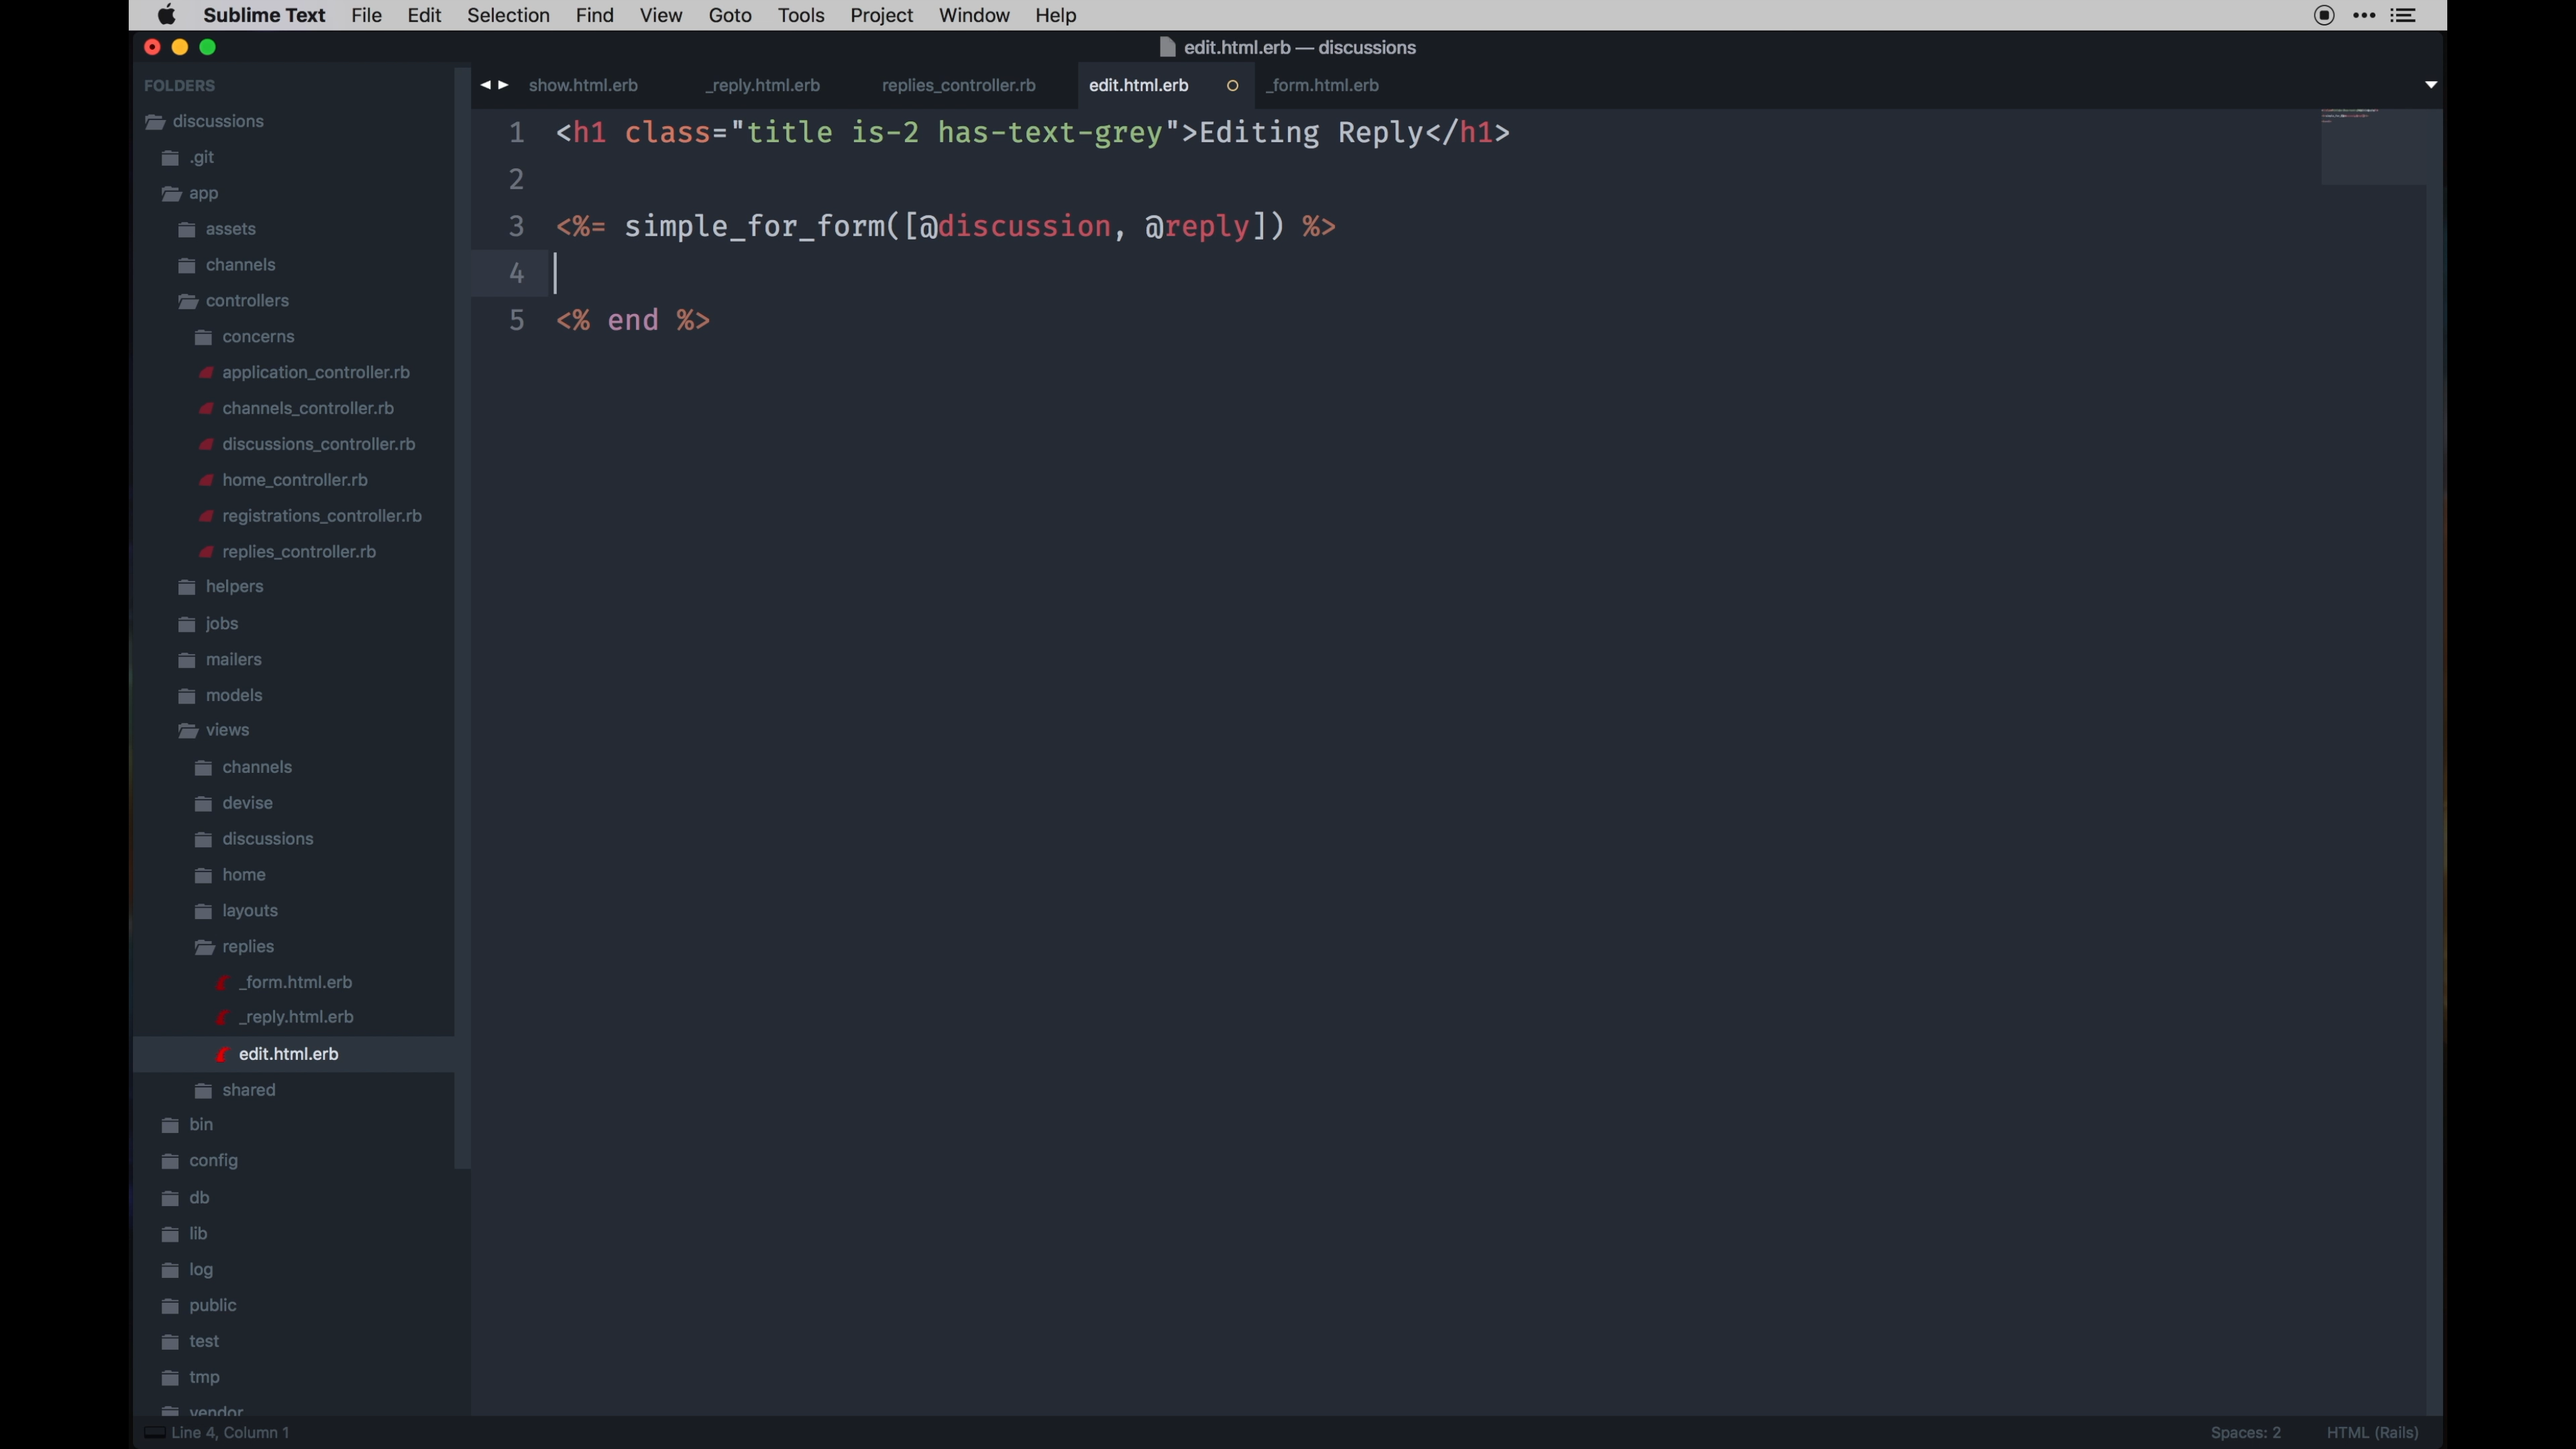 Sublime Text File Edit Selection Find View Goto Tools Project Window Help
edit.html.erb — discussions
FOLDERS
discussions
.git
app
assets
channels
controllers
concerns
application_controller.rb
channels_controller.rb
discussions_controller.rb
home_controller.rb
registrations_controller.rb
replies_controller.rb
helpers
jobs
mailers
models
views
channels
devise
discussions
home
layouts
replies
_form.html.erb
_reply.html.erb
edit.html.erb
shared
bin
config
db
lib
log
public
test
tmp
vendor
show.html.erb _reply.html.erb replies_controller.rb edit.html.erb _form.html.erb
1 <h1 class="title is-2 has-text-grey">Editing Reply</h1>
2
3 <%= simple_for_form([@discussion, @reply]) %>
4
5 <% end %>
Line 4, Column 1 Spaces: 2 HTML (Rails)